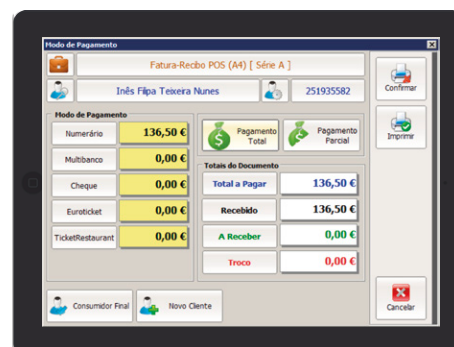 Modo de Pagamento
Fatura-Recibo POS (A4) [ Série A ]
Inês Filpa Teixeira Nunes
251935582
Confirmar
Imprimir
Modo de Pagamento
Numerário 136,50 €
Multibanco 0,00 €
Cheque 0,00 €
Euroticket 0,00 €
TicketRestaurant 0,00 €
Pagamento Total
Pagamento Parcial
Totais do Documento
Total a Pagar 136,50 €
Recebido 136,50 €
A Receber 0,00 €
Troco 0,00 €
Consumidor Final
Novo Cliente
Cancelar